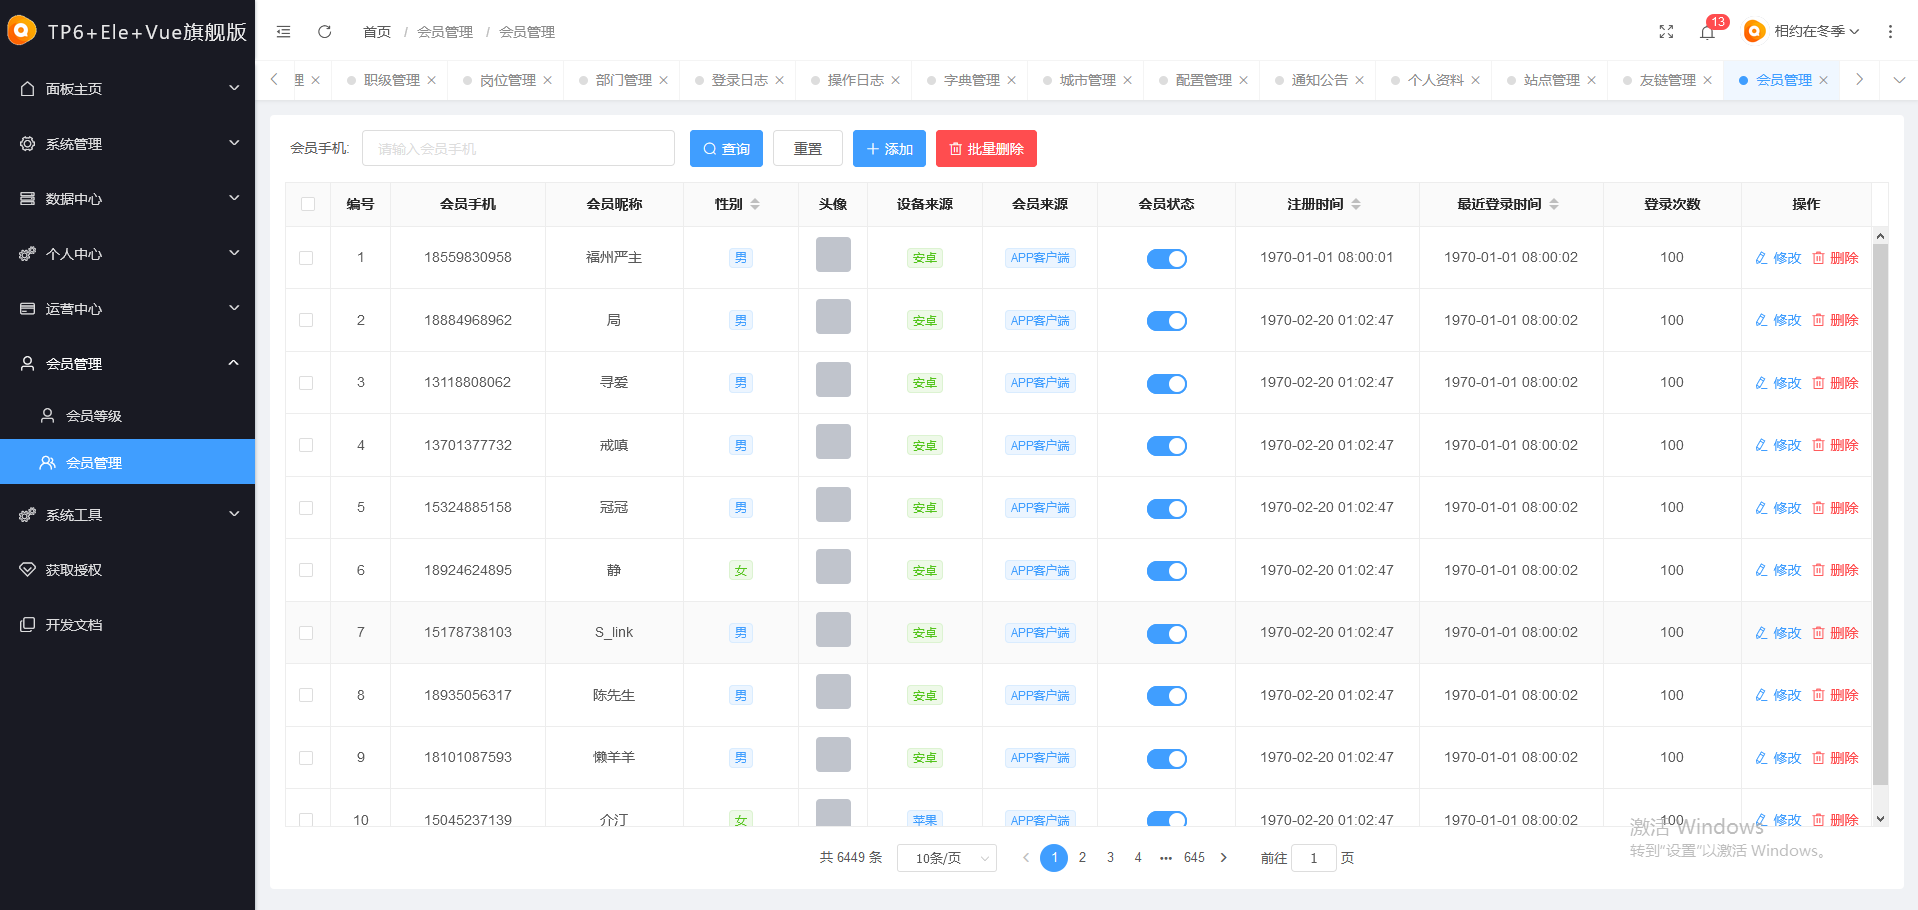 TP6+Ele+Vue旗舰版
首页 / 会员管理 / 会员管理
13
相约在冬季
面板主页
系统管理
数据中心
个人中心
运营中心
会员管理
会员等级
会员管理
系统工具
获取授权
开发文档
理 职级管理 岗位管理 部门管理 登录日志 操作日志 字典管理 城市管理 配置管理 通知公告 个人资料 站点管理 友链管理 会员管理
会员手机: 请输入会员手机 查询 重置 添加 批量删除
编号 会员手机 会员昵称 性别 头像 设备来源 会员来源 会员状态 注册时间 最近登录时间 登录次数 操作
1 18559830958 福州严主 男 安卓 APP客户端 1970-01-01 08:00:01 1970-01-01 08:00:02 100 修改 删除
2 18884968962 局 男 安卓 APP客户端 1970-02-20 01:02:47 1970-01-01 08:00:02 100 修改 删除
3 13118808062 寻爱 男 安卓 APP客户端 1970-02-20 01:02:47 1970-01-01 08:00:02 100 修改 删除
4 13701377732 戒嗔 男 安卓 APP客户端 1970-02-20 01:02:47 1970-01-01 08:00:02 100 修改 删除
5 15324885158 冠冠 男 安卓 APP客户端 1970-02-20 01:02:47 1970-01-01 08:00:02 100 修改 删除
6 18924624895 静 女 安卓 APP客户端 1970-02-20 01:02:47 1970-01-01 08:00:02 100 修改 删除
7 15178738103 S_link 男 安卓 APP客户端 1970-02-20 01:02:47 1970-01-01 08:00:02 100 修改 删除
8 18935056317 陈先生 男 安卓 APP客户端 1970-02-20 01:02:47 1970-01-01 08:00:02 100 修改 删除
9 18101087593 懒羊羊 男 安卓 APP客户端 1970-02-20 01:02:47 1970-01-01 08:00:02 100 修改 删除
10 15045237139 介汀 女 苹果 APP客户端 1970-02-20 01:02:47 1970-01-01 08:00:02 100 修改 删除
共 6449 条 10条/页 1 2 3 4 ••• 645 前往 1 页
激活 Windows
转到“设置”以激活 Windows。